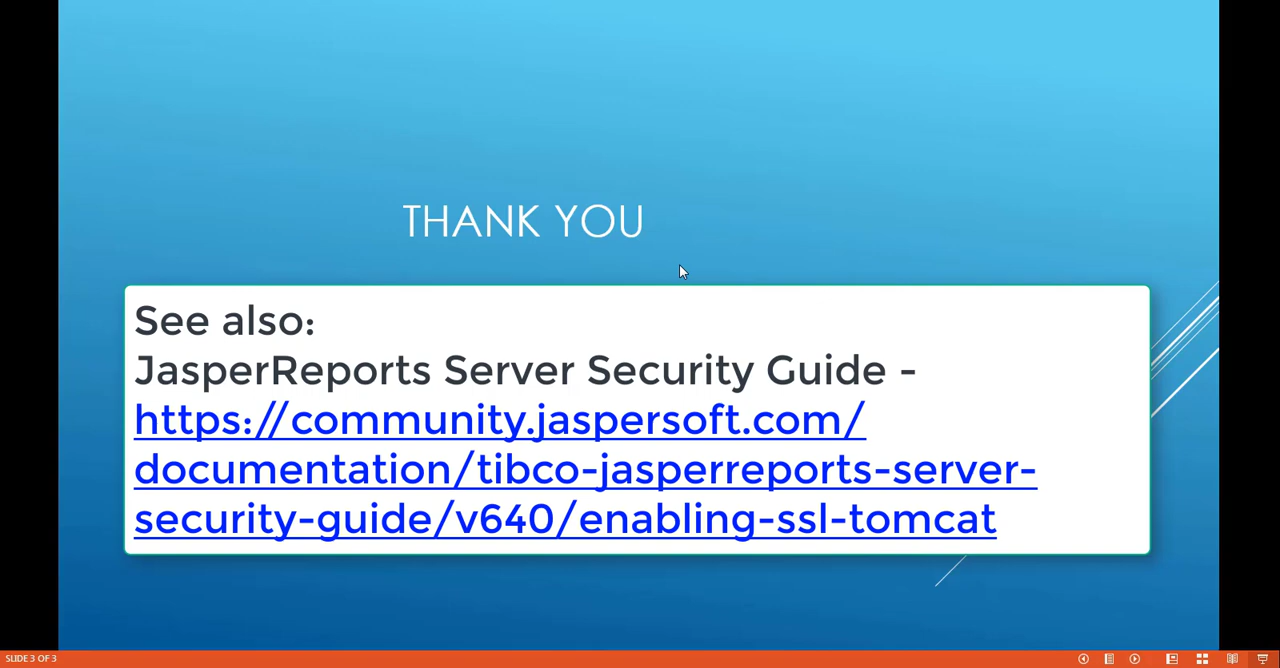 THANK YOU
See also:
JasperReports Server Security Guide -
https://community.jaspersoft.com/
documentation/tibco-jasperreports-server-
security-guide/v640/enabling-ssl-tomcat
SLIDE 3 OF 3